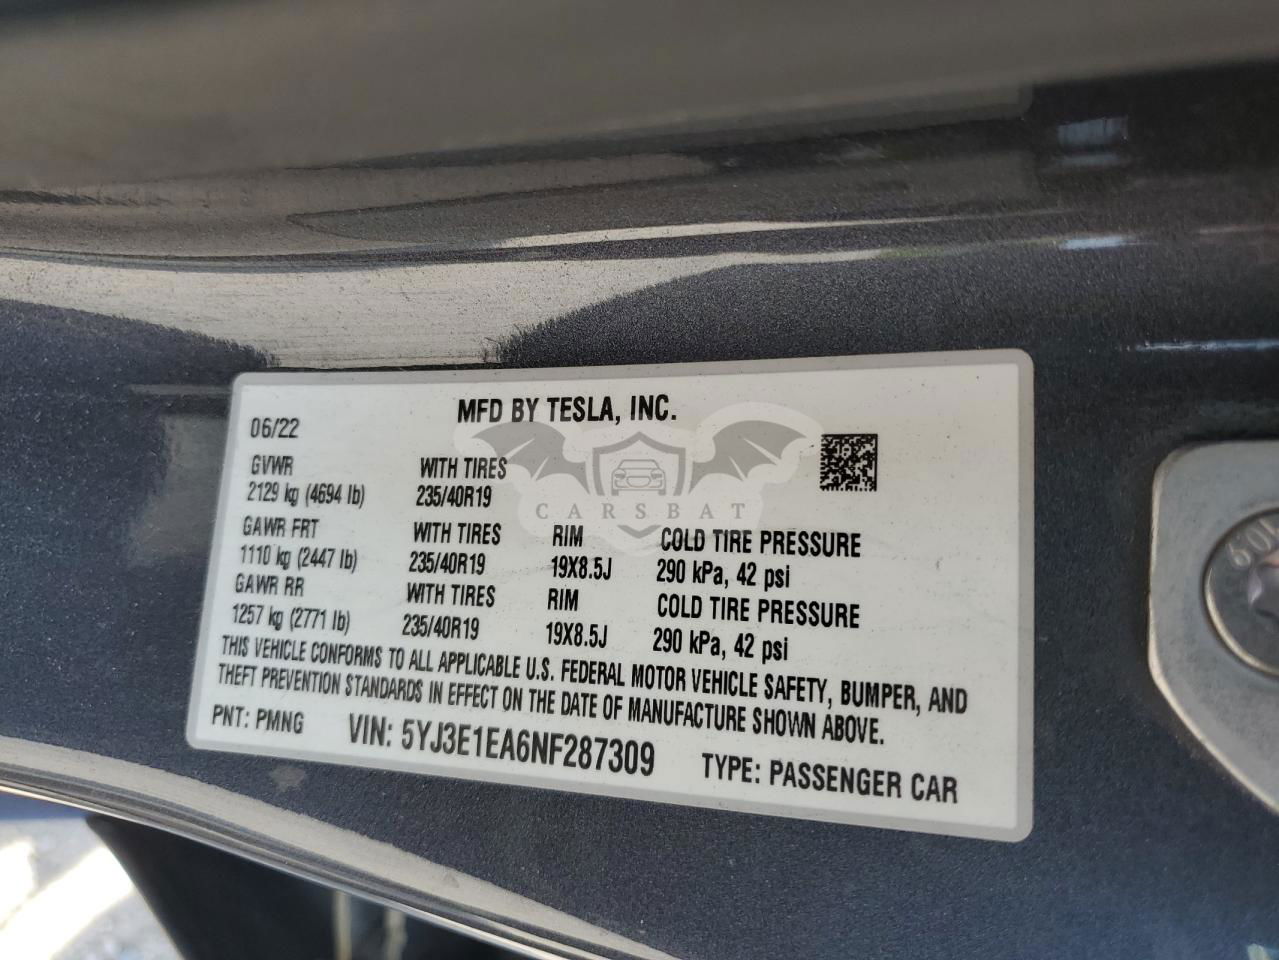 MFD BY TESLA, INC.
06/22
GVWR WITH TIRES
2129 kg (4694 lb) 235/40R19
GAWR FRT WITH TIRES RIM COLD TIRE PRESSURE
1110 kg (2447 lb) 235/40R19 19X8.5J 290 kPa, 42 psi
GAWR RR WITH TIRES RIM COLD TIRE PRESSURE
1257 kg (2771 lb) 235/40R19 19X8.5J 290 kPa, 42 psi
THIS VEHICLE CONFORMS TO ALL APPLICABLE U.S. FEDERAL MOTOR VEHICLE SAFETY, BUMPER, AND
THEFT PREVENTION STANDARDS IN EFFECT ON THE DATE OF MANUFACTURE SHOWN ABOVE.
PNT: PMNG VIN: 5YJ3E1EA6NF287309 TYPE: PASSENGER CAR
CARSBAT
10.9